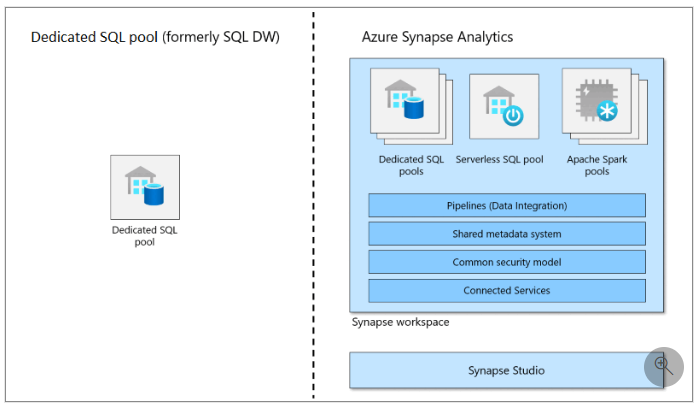 Dedicated SQL pool (formerly SQL DW)
Dedicated SQL
pool
Azure Synapse Analytics
Dedicated SQL
pools
Serverless SQL pool
Apache Spark
pools
Pipelines (Data Integration)
Shared metadata system
Common security model
Connected Services
Synapse workspace
Synapse Studio